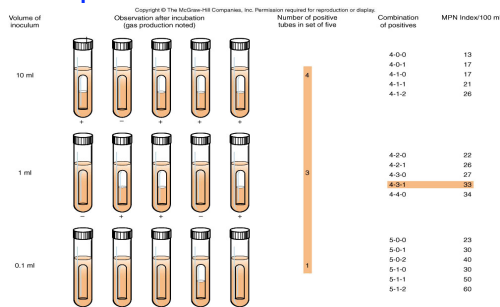 Copyright © The McGraw-Hill Companies, Inc. Permission required for reproduction or display.
Volume of inoculum
Observation after incubation (gas production noted)
Number of positive tubes in set of five
Combination of positives
MPN Index/100 m
10 ml
+ − + + +
4
4-0-0 13
4-0-1 17
4-1-0 17
4-1-1 21
4-1-2 26
1 ml
− + + − +
3
4-2-0 22
4-2-1 26
4-3-0 27
4-3-1 33
4-4-0 34
0.1 ml
1
5-0-0 23
5-0-1 30
5-0-2 40
5-1-0 30
5-1-1 50
5-1-2 60